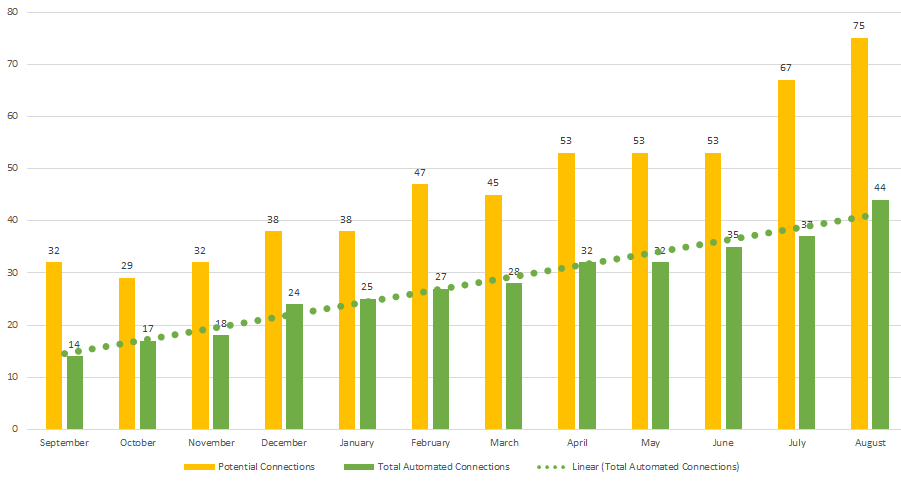 80
70
60
50
40
30
20
10
0
32 29 32 38 38 47 45 53 53 53 67 75
14 17 18 24 25 27 28 32 32 35 37 44
September October November December January February March April May June July August
Potential Connections Total Automated Connections Linear (Total Automated Connections)